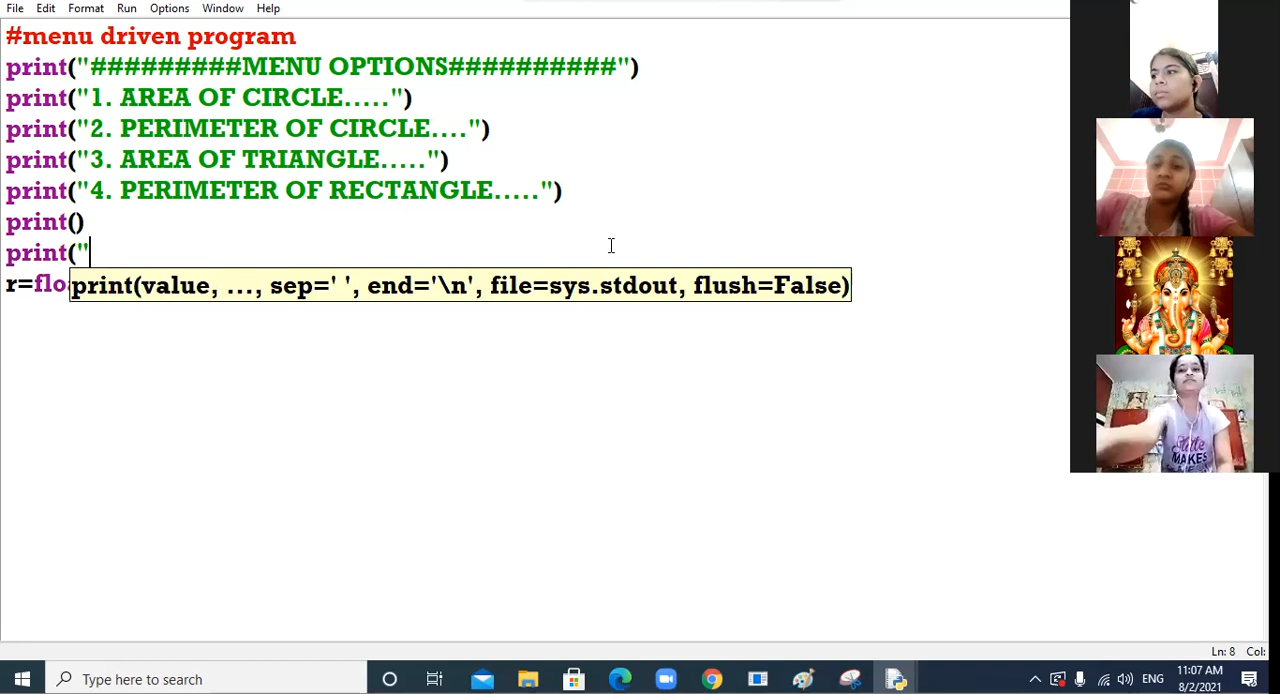 File Edit Format Run Options Window Help
#menu driven program
print("#########MENU OPTIONS##########")
print("1. AREA OF CIRCLE.....")
print("2. PERIMETER OF CIRCLE....")
print("3. AREA OF TRIANGLE.....")
print("4. PERIMETER OF RECTANGLE.....")
print()
print("
r=floa
print(value, ..., sep=' ', end='\n', file=sys.stdout, flush=False)
MAKES
Ln: 8 Col:
Type here to search
ENG
11:07 AM
8/2/2021